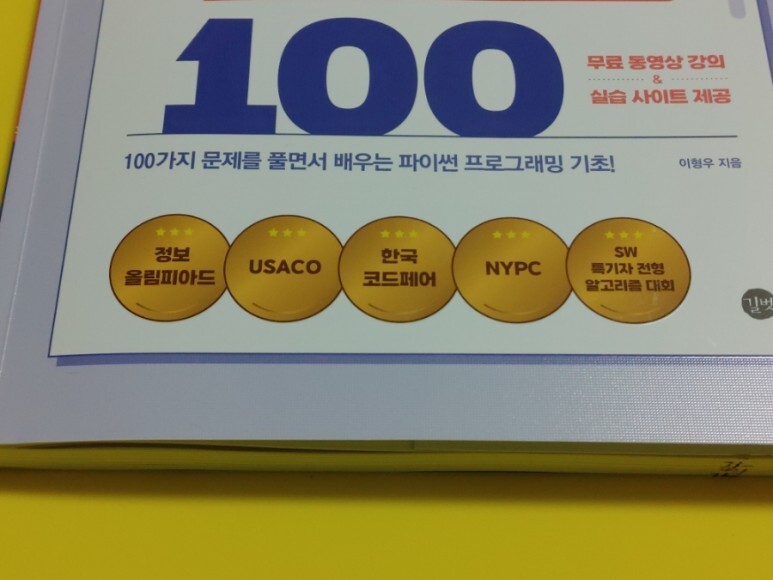 100
무료 동영상 강의
&
실습 사이트 제공
100가지 문제를 풀면서 배우는 파이썬 프로그래밍 기초!
이형우 지음
정보
올림피아드
USACO
한국
코드페어
NYPC
SW
특기자 전형
알고리즘 대회
길벗